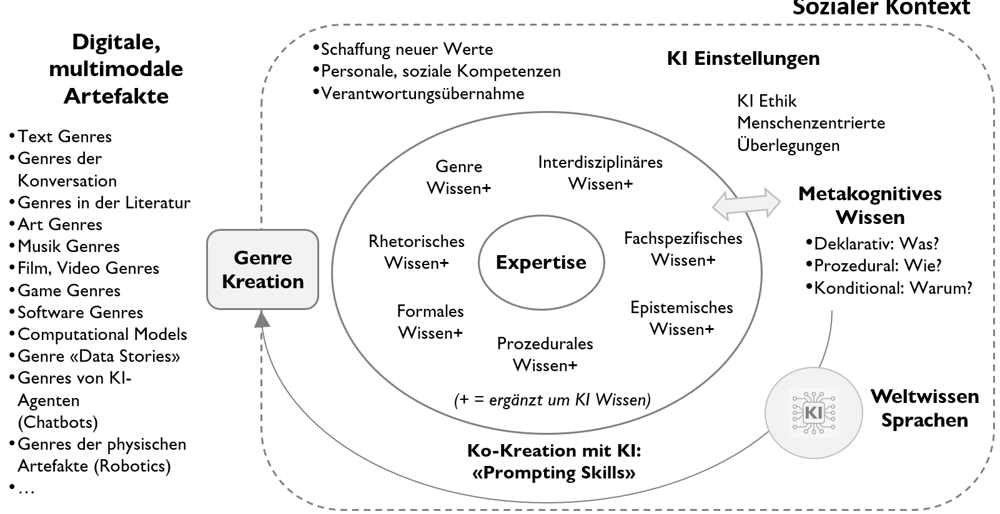 Sozialer Kontext
Digitale,
multimodale
Artefakte
•Text Genres
•Genres der
Konversation
•Genres in der Literatur
•Art Genres
•Musik Genres
•Film, Video Genres
•Game Genres
•Software Genres
•Computational Models
•Genre «Data Stories»
•Genres von KI-
Agenten
(Chatbots)
•Genres der physischen
Artefakte (Robotics)
•…
•Schaffung neuer Werte
•Personale, soziale Kompetenzen
•Verantwortungsübernahme
KI Einstellungen
KI Ethik
Menschenzentrierte
Überlegungen
Genre
Wissen+
Interdisziplinäres
Wissen+
Rhetorisches
Wissen+
Expertise
Fachspezifisches
Wissen+
Formales
Wissen+
Epistemisches
Wissen+
Prozedurales
Wissen+
(+ = ergänzt um KI Wissen)
Genre
Kreation
Metakognitives
Wissen
•Deklarativ: Was?
•Prozedural: Wie?
•Konditional: Warum?
KI
Weltwissen
Sprachen
Ko-Kreation mit KI:
«Prompting Skills»